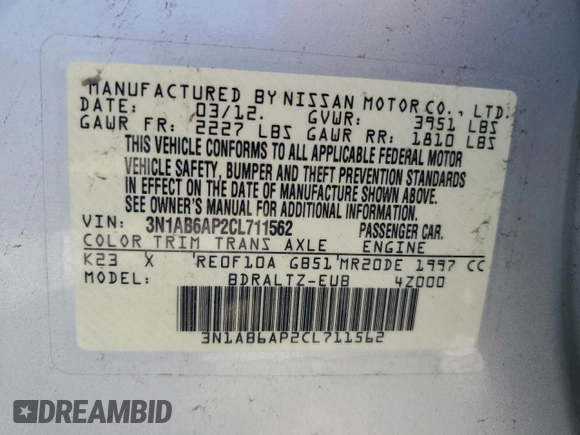 MANUFACTURED BY NISSAN MOTOR CO., LTD.
DATE: 03/12. GVWR: 3951 LBS
GAWR FR: 2227 LBS GAWR RR: 1810 LBS
THIS VEHICLE CONFORMS TO ALL APPLICABLE FEDERAL MOTOR
VEHICLE SAFETY, BUMPER AND THEFT PREVENTION STANDARDS
IN EFFECT ON THE DATE OF MANUFACTURE SHOWN ABOVE.
SEE OWNER'S MANUAL FOR ADDITIONAL INFORMATION.
VIN: 3N1AB6AP2CL711562 PASSENGER CAR.
COLOR TRIM TRANS AXLE ENGINE
K23 X RE0F10A GB51 MR20DE 1997 CC
MODEL: BDRALTZ-EUB 4Z000
3N1AB6AP2CL711562
DREAMBID